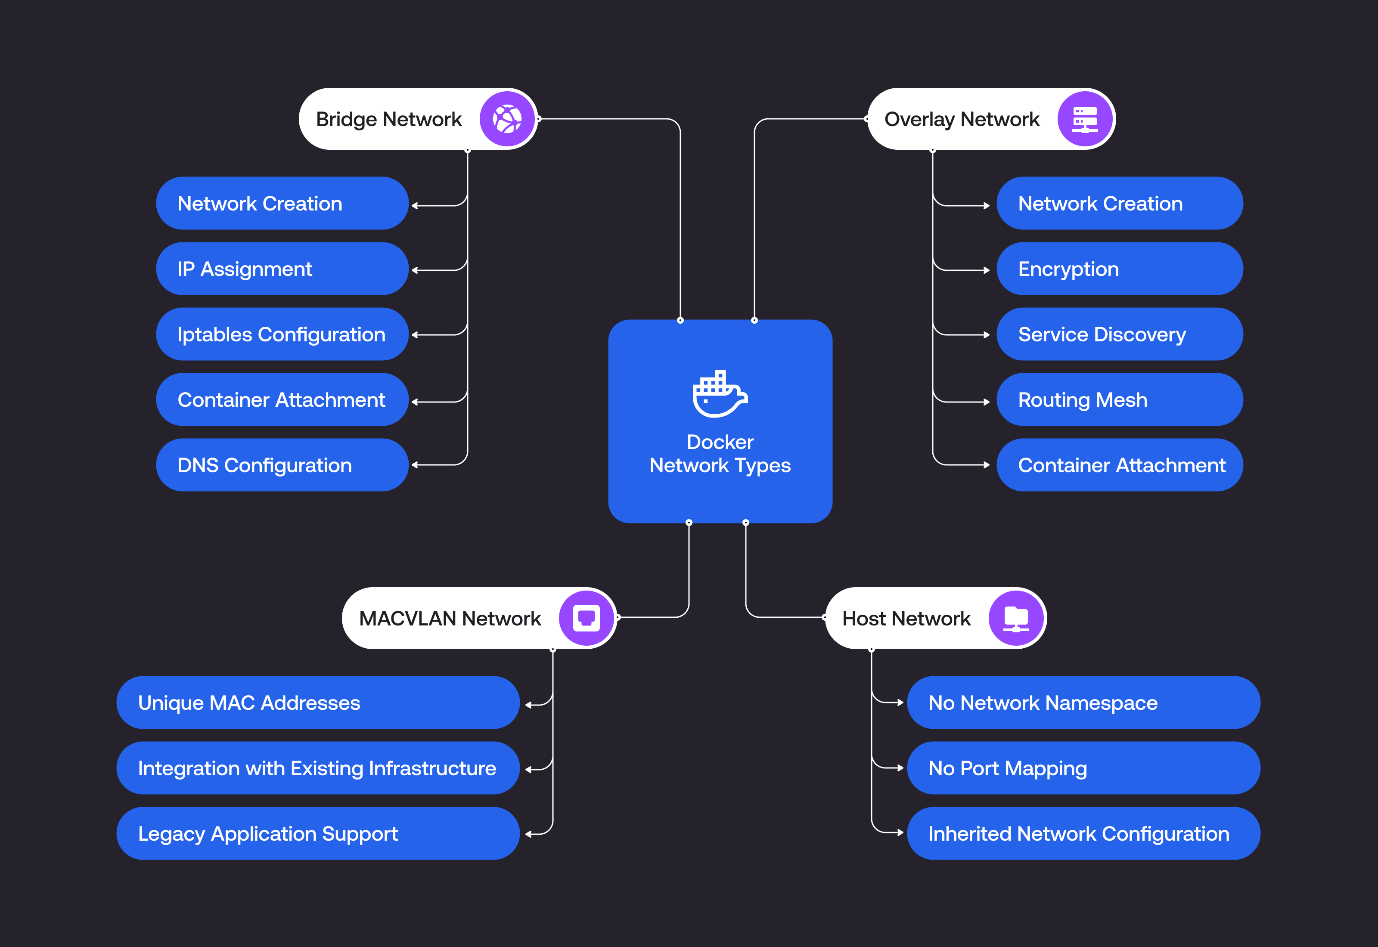 Bridge Network
Network Creation
IP Assignment
Iptables Configuration
Container Attachment
DNS Configuration
Overlay Network
Network Creation
Encryption
Service Discovery
Routing Mesh
Container Attachment
Docker
Network Types
MACVLAN Network
Unique MAC Addresses
Integration with Existing Infrastructure
Legacy Application Support
Host Network
No Network Namespace
No Port Mapping
Inherited Network Configuration